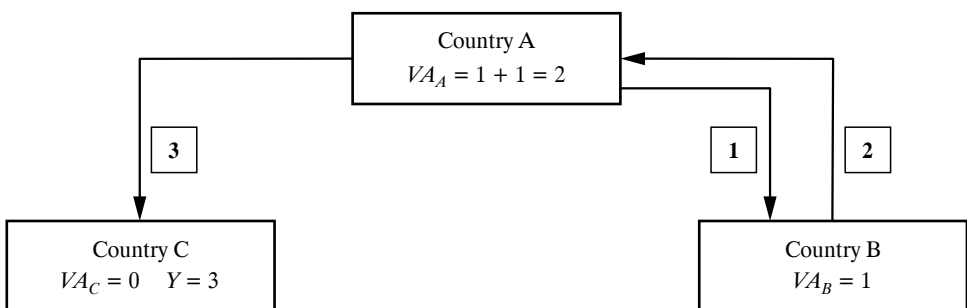 Country A
VA_A = 1 + 1 = 2
3
1
2
Country C
VA_C = 0 Y = 3
Country B
VA_B = 1